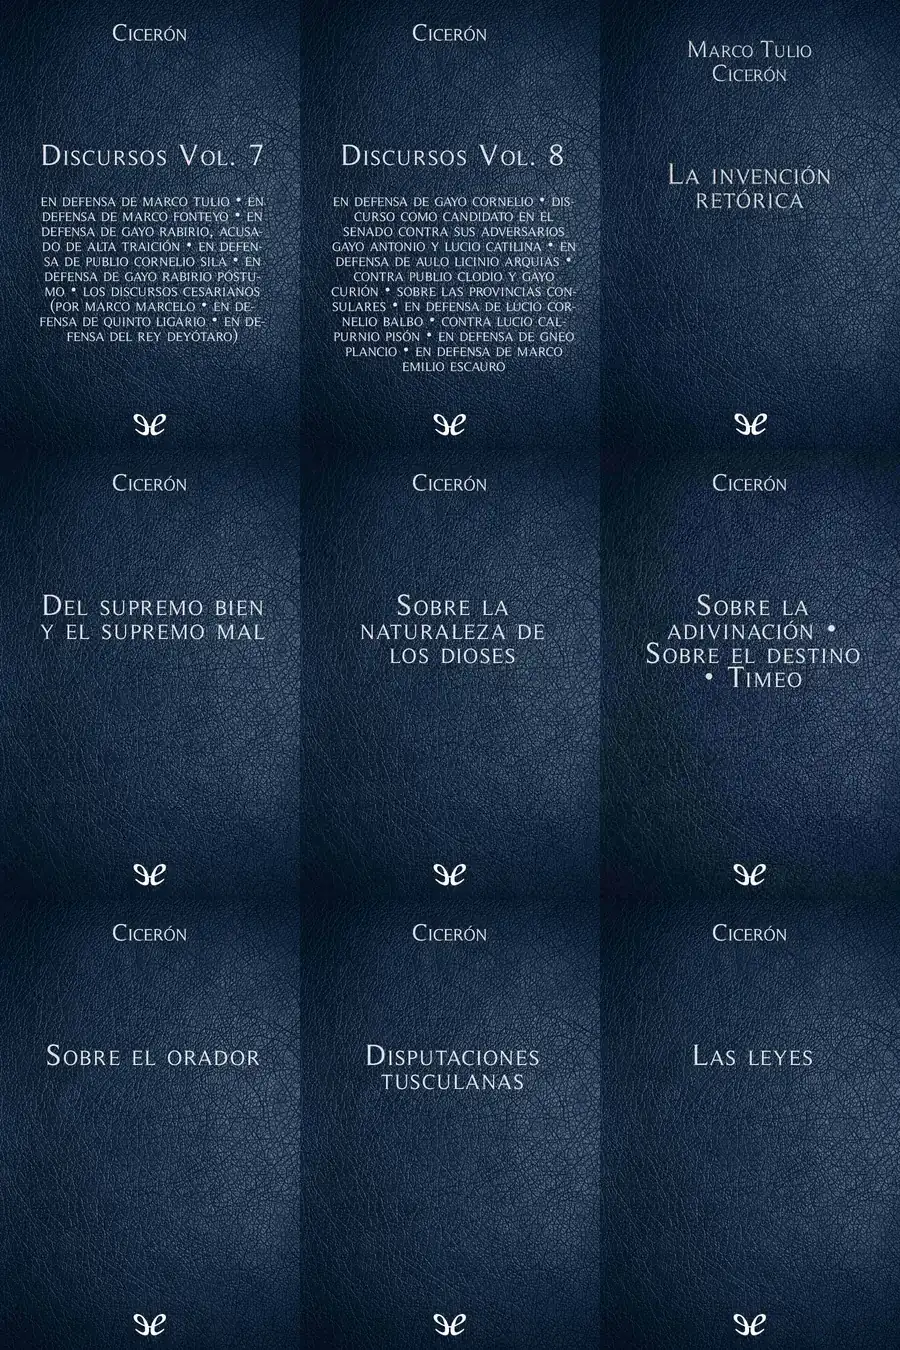 Cicerón
Discursos Vol. 7
en defensa de Marco Tulio • en
defensa de Marco Fonteyo • en
defensa de Gayo Rabirio, acusa-
do de alta traición • en defen-
sa de Publio Cornelio Sila • en
defensa de Gayo Rabirio Póstu-
mo • los discursos cesarianos
(por Marco Marcelo • en de-
fensa de Quinto Ligario • en de-
fensa del rey Deyótaro)
Cicerón
Discursos Vol. 8
en defensa de Gayo Cornelio • dis-
curso como candidato en el
senado contra sus adversarios
Gayo Antonio y Lucio Catilina • en
defensa de Aulo Licinio Arquias •
contra Publio Clodio y Gayo
Curión • sobre las provincias con-
sulares • en defensa de Lucio Cor-
nelio Balbo • contra Lucio Cal-
purnio Pisón • en defensa de Gneo
Plancio • en defensa de Marco
Emilio Escauro
Marco Tulio
Cicerón
La invención
retórica
Cicerón
Del supremo bien
y el supremo mal
Cicerón
Sobre la
naturaleza de
los dioses
Cicerón
Sobre la
adivinación •
Sobre el destino
• Timeo
Cicerón
Sobre el orador
Cicerón
Disputaciones
tusculanas
Cicerón
Las leyes